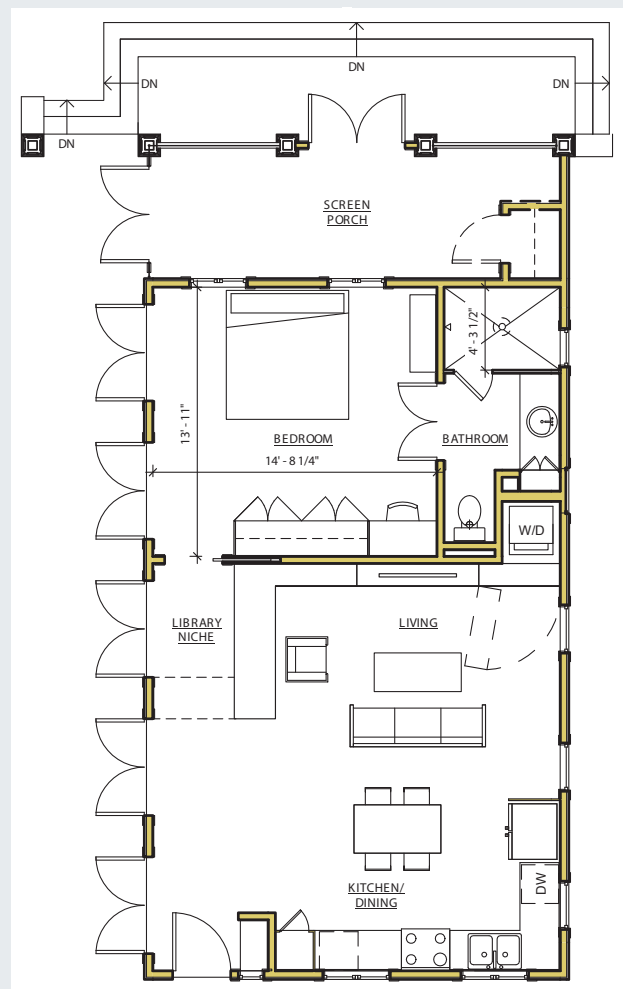 DN
DN
DN
DN
SCREEN
PORCH
4' - 3 1/2"
13' - 11"
BEDROOM
BATHROOM
14' - 8 1/4"
W/D
LIBRARY
NICHE
LIVING
DW
KITCHEN/
DINING